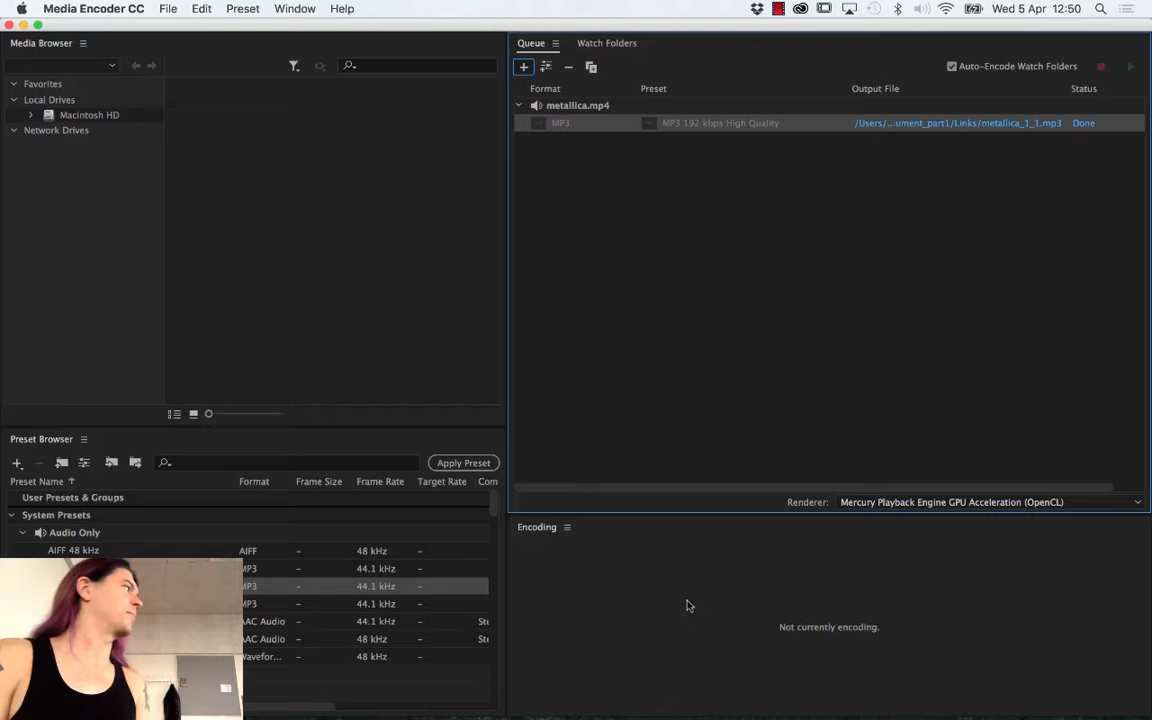 Media Encoder CC File Edit Preset Window Help Wed 5 Apr 12:50
Media Browser
Favorites
Local Drives
Macintosh HD
Network Drives
Queue Watch Folders
Auto-Encode Watch Folders
Format Preset Output File Status
metallica.mp4
MP3 MP3 192 kbps High Quality /Users/...ument_part1/Links/metallica_1_1.mp3 Done
Renderer: Mercury Playback Engine GPU Acceleration (OpenCL)
Preset Browser
Apply Preset
Preset Name Format Frame Size Frame Rate Target Rate Com
User Presets & Groups
System Presets
Audio Only
AIFF 48 kHz AIFF – 48 kHz –
MP3 – 44.1 kHz –
MP3 – 44.1 kHz –
MP3 – 44.1 kHz –
AAC Audio – 44.1 kHz – Ste
AAC Audio – 48 kHz – Ste
Wavefor... – 48 kHz –
Encoding
Not currently encoding.